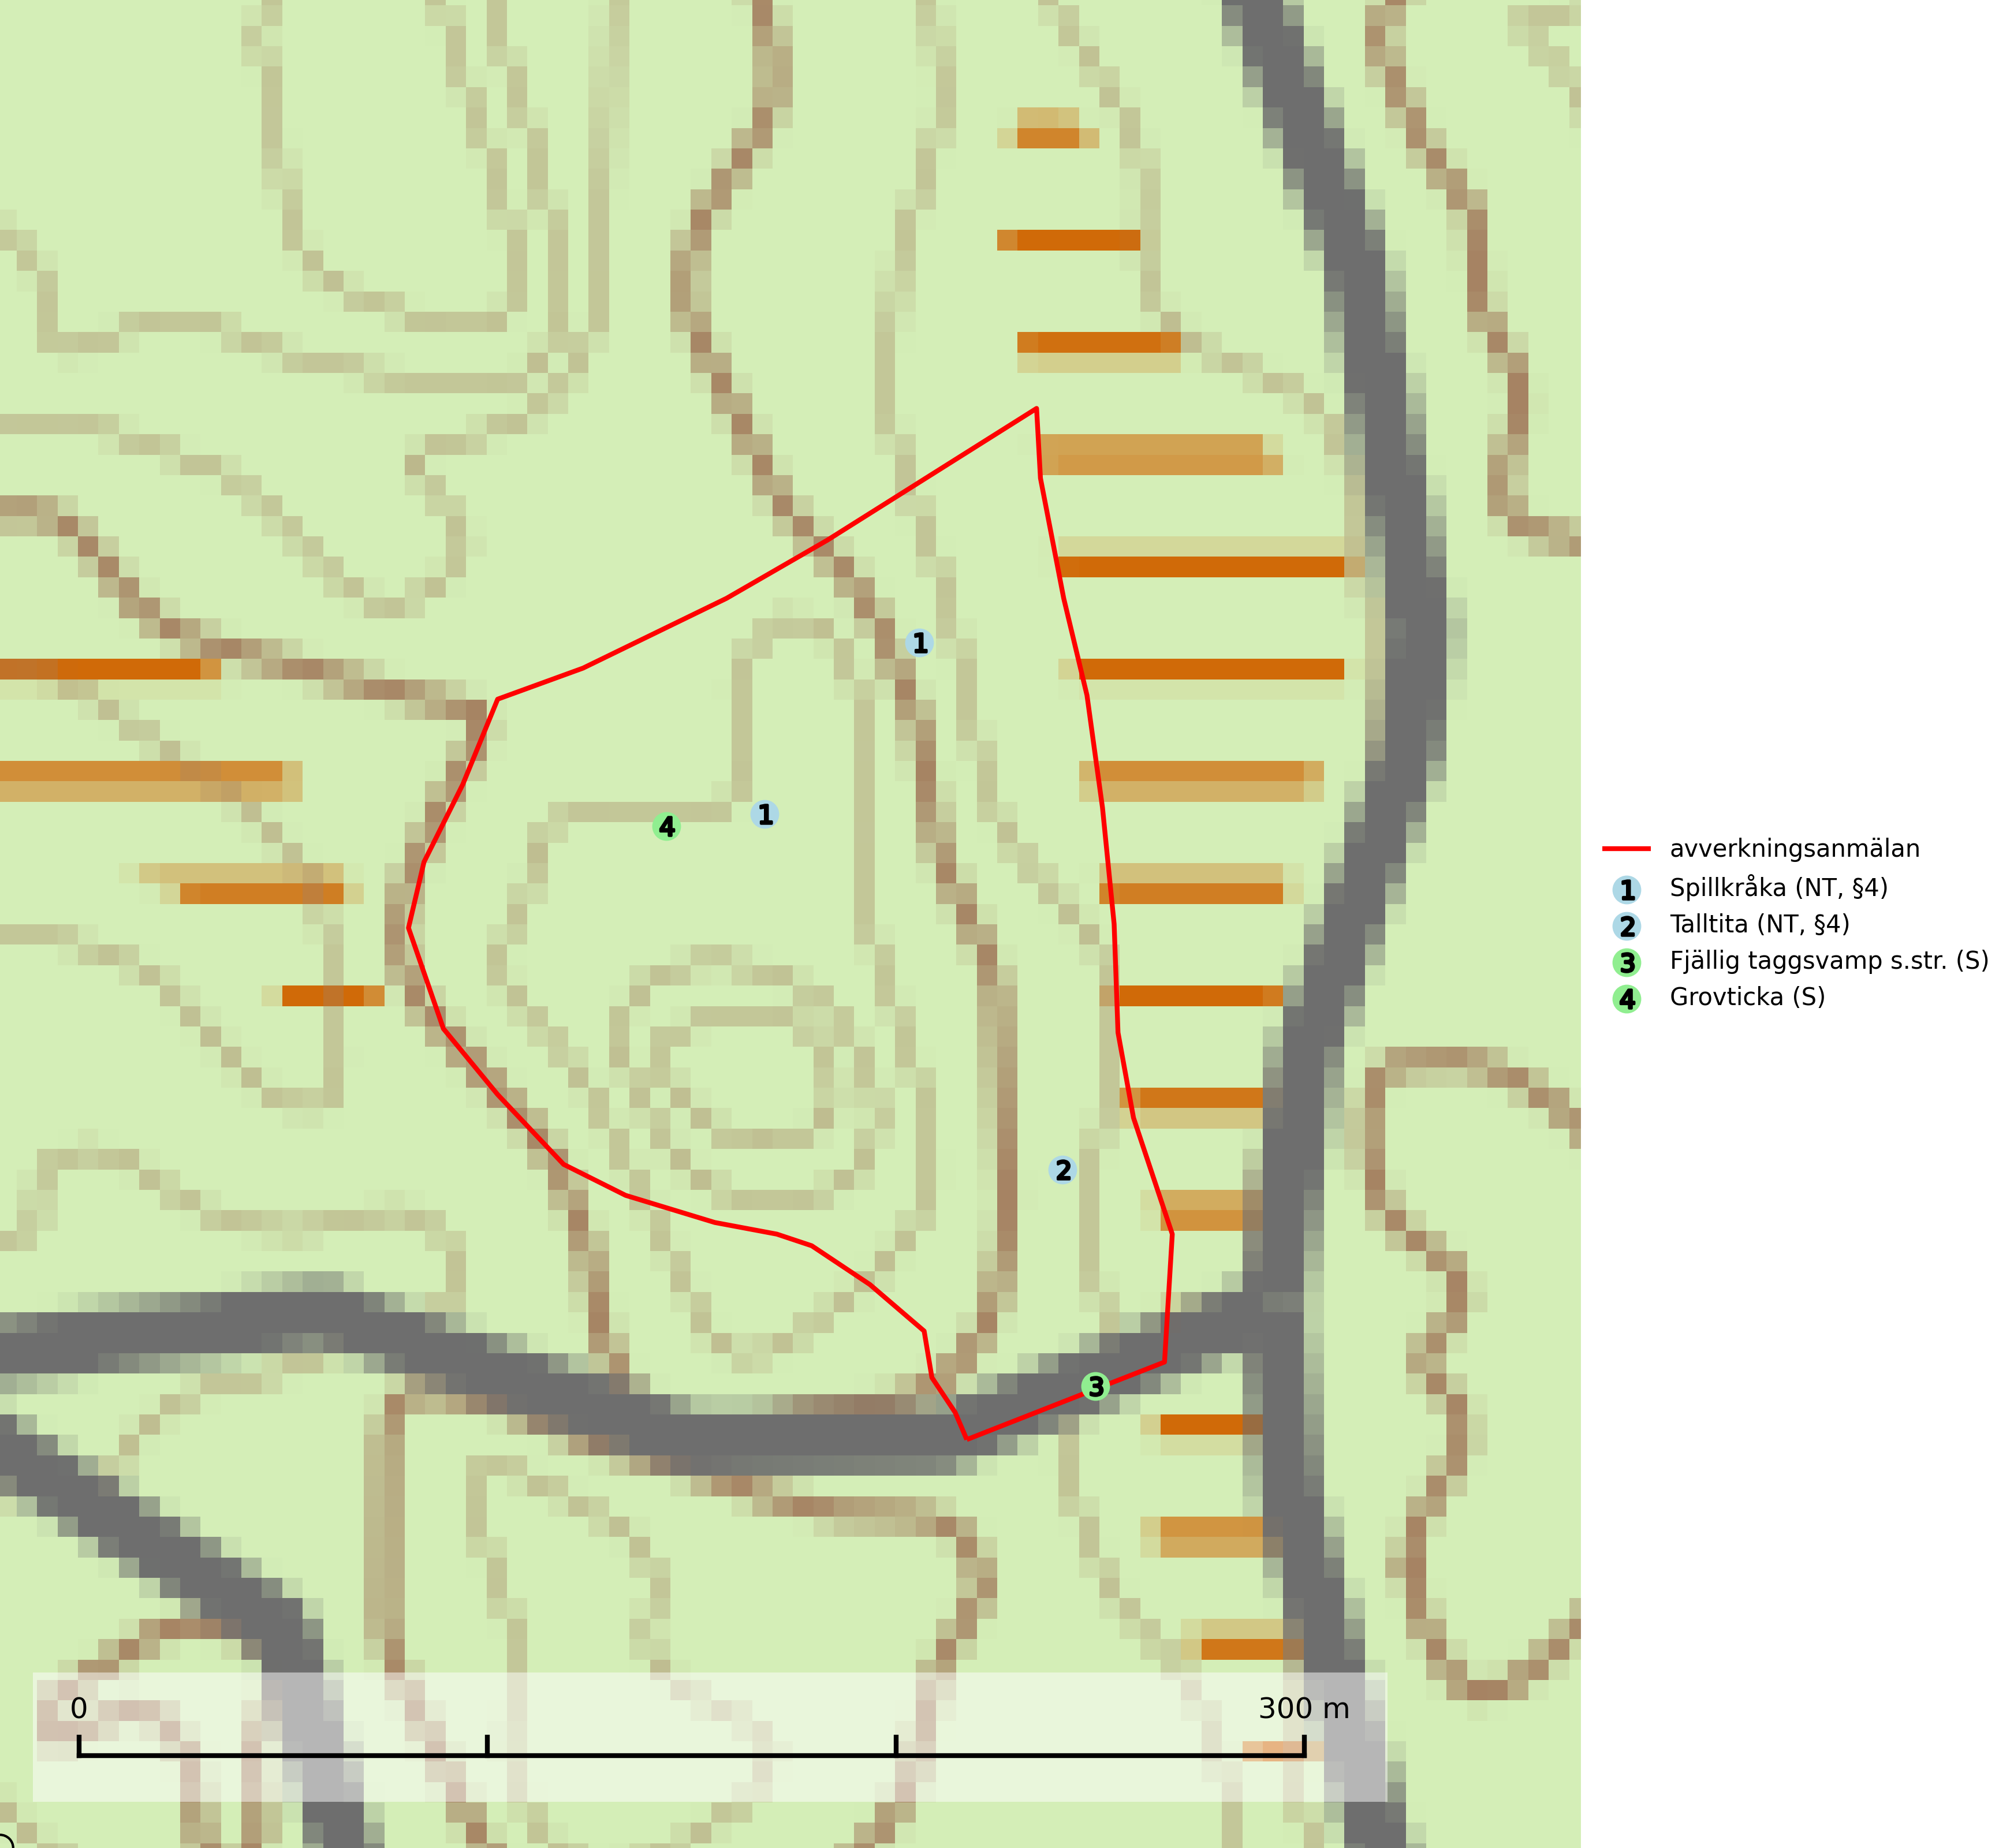 1
1
4
2
3
avverkningsanmälan
1 Spillkråka (NT, §4)
2 Talltita (NT, §4)
3 Fjällig taggsvamp s.str. (S)
4 Grovticka (S)
0 300 m